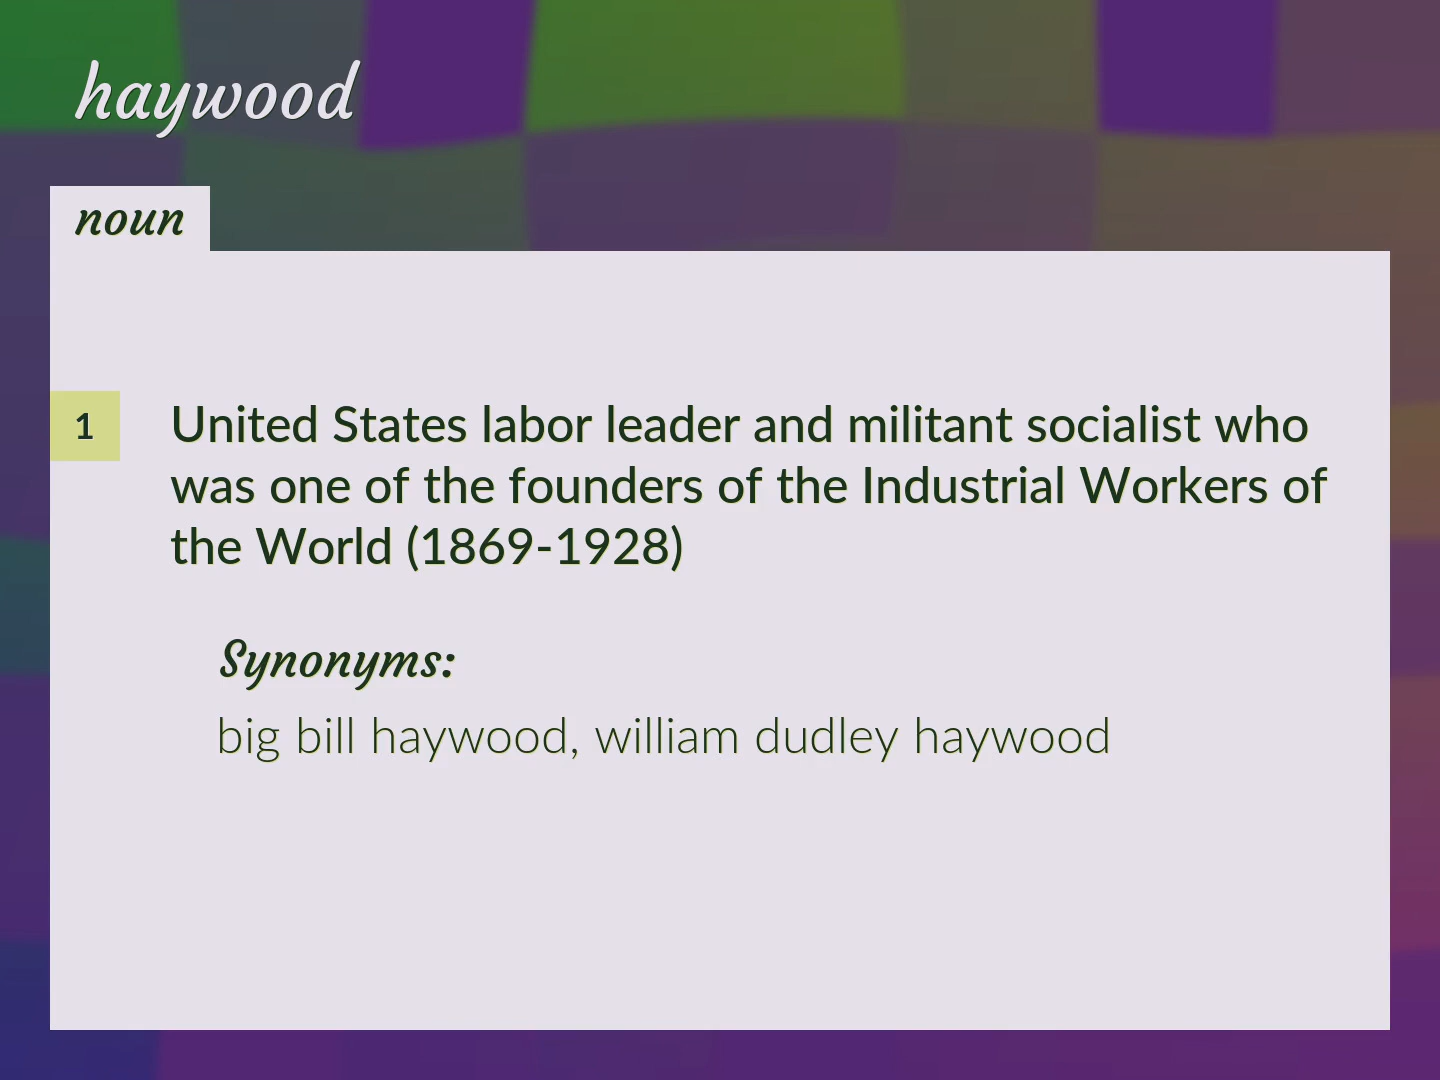 haywood
noun
1
United States labor leader and militant socialist who
was one of the founders of the Industrial Workers of
the World (1869-1928)
Synonyms:
big bill haywood, william dudley haywood